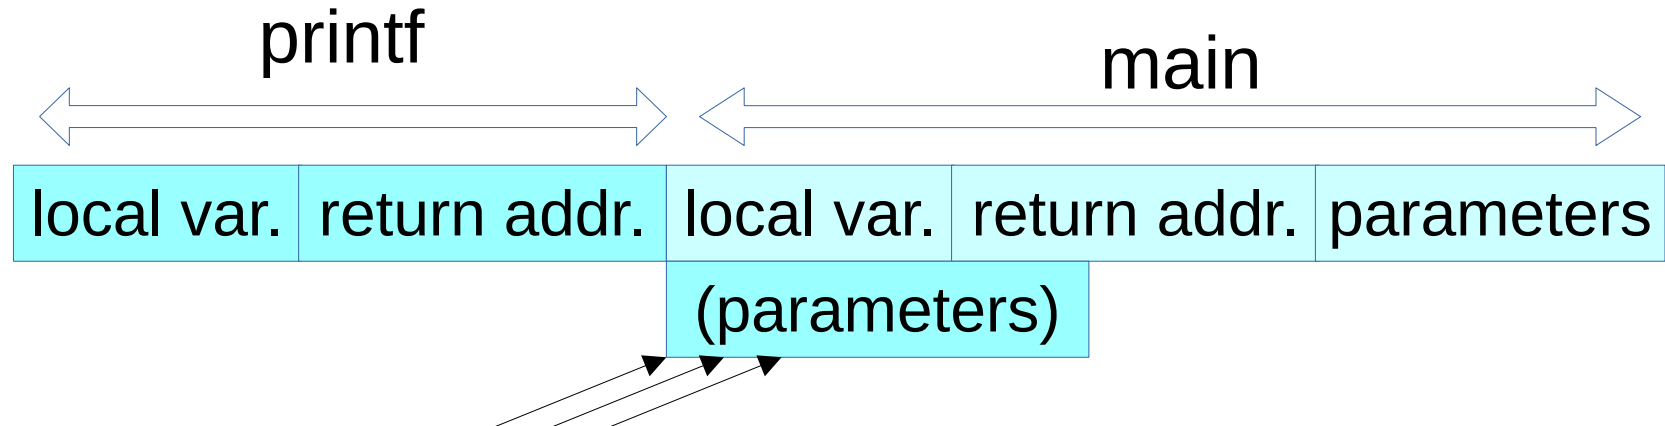 printf
main
local var. return addr. local var. return addr. parameters
(parameters)